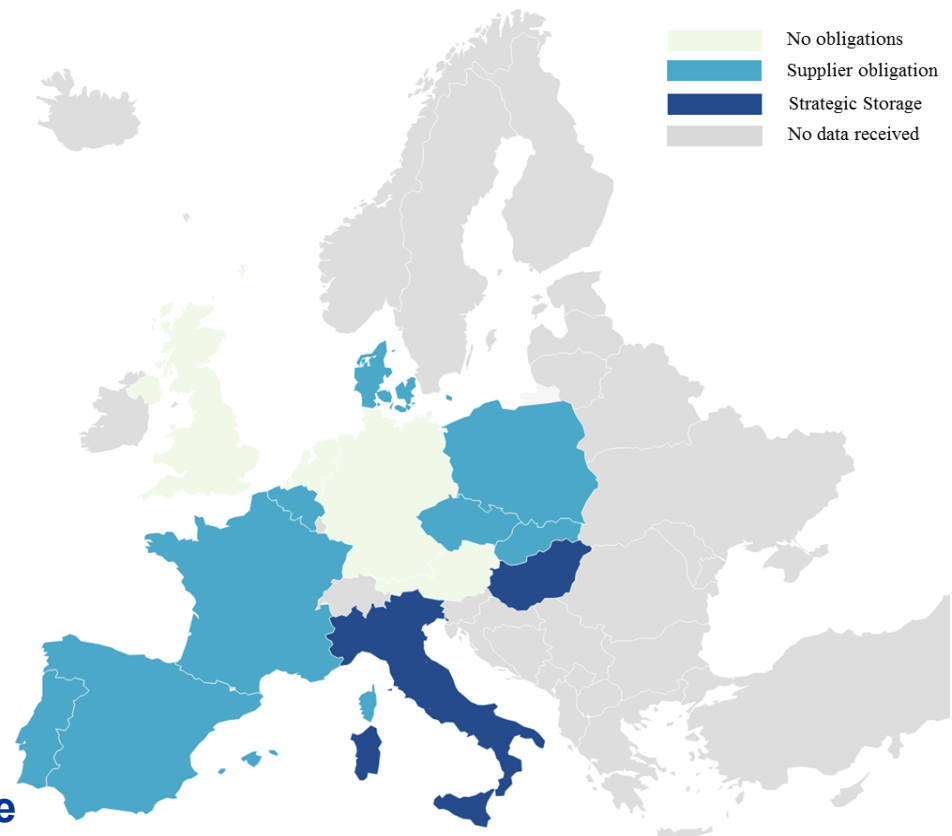 No obligations
Supplier obligation
Strategic Storage
No data received
e